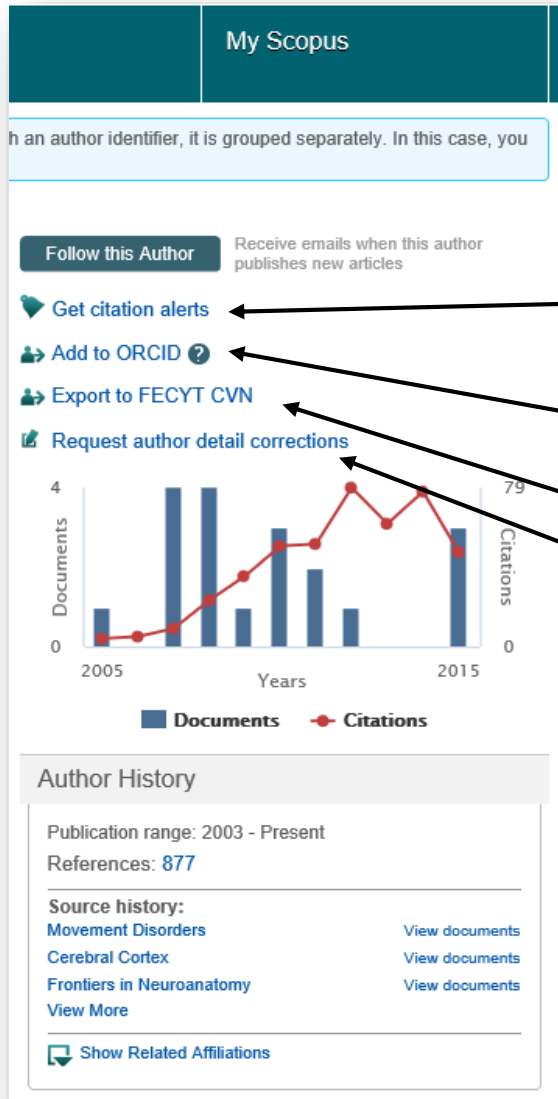 My Scopus
h an author identifier, it is grouped separately. In this case, you
Follow this Author
Receive emails when this author
publishes new articles
Get citation alerts
Add to ORCID ?
Export to FECYT CVN
Request author detail corrections
4
79
Documents
Citations
0
0
2005
2015
Years
Documents
Citations
Author History
Publication range: 2003 - Present
References: 877
Source history:
Movement Disorders View documents
Cerebral Cortex View documents
Frontiers in Neuroanatomy View documents
View More
Show Related Affiliations